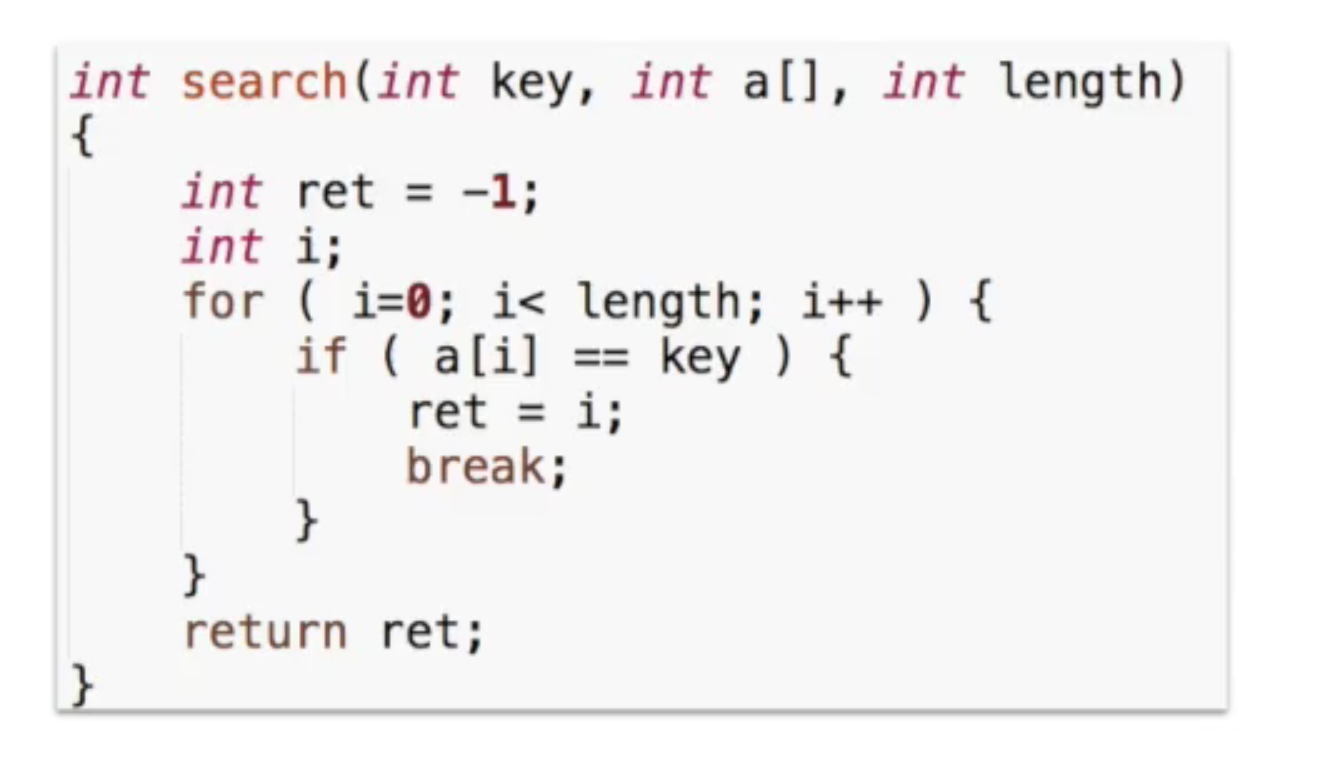 int search(int key, int a[], int length)
{
    int ret = −1;
    int i;
    for ( i=0; i< length; i++ ) {
        if ( a[i] == key ) {
            ret = i;
            break;
        }
    }
    return ret;
}